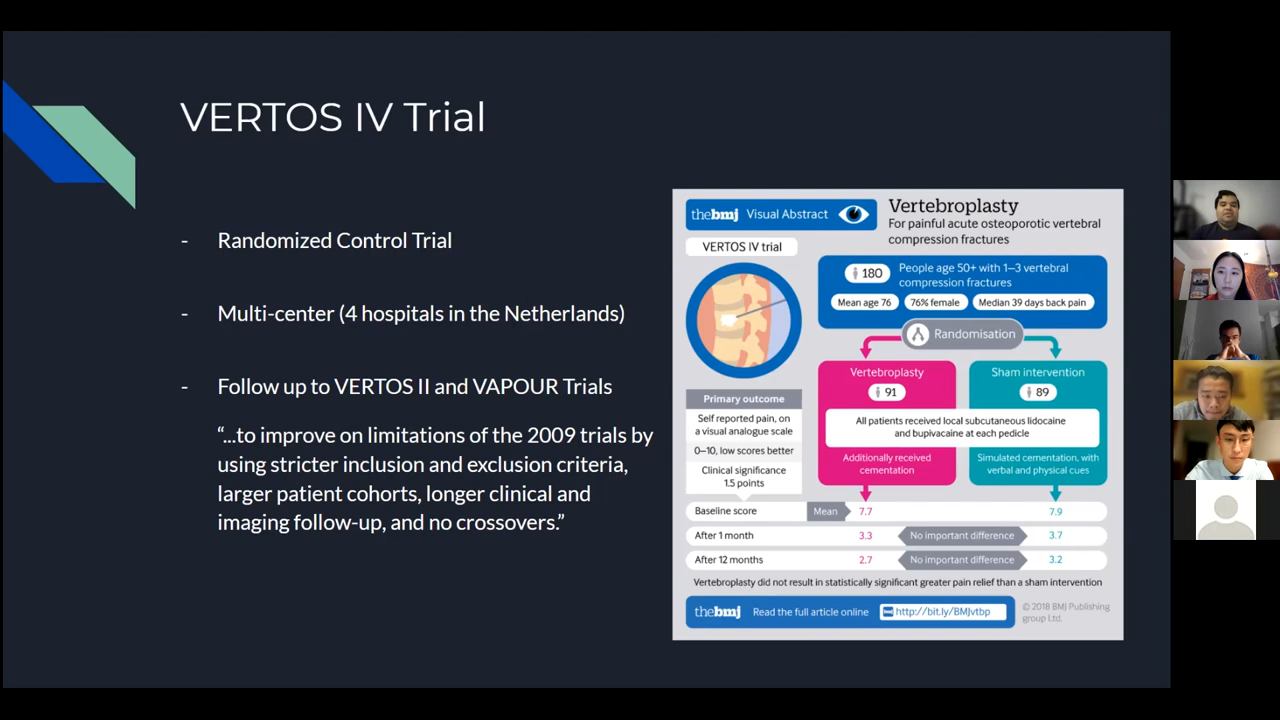 VERTOS IV Trial
- Randomized Control Trial
- Multi-center (4 hospitals in the Netherlands)
- Follow up to VERTOS II and VAPOUR Trials
“...to improve on limitations of the 2009 trials by
using stricter inclusion and exclusion criteria,
larger patient cohorts, longer clinical and
imaging follow-up, and no crossovers.”
thebmj Visual Abstract
Vertebroplasty
For painful acute osteoporotic vertebral
compression fractures
VERTOS IV trial
180 People age 50+ with 1–3 vertebral
compression fractures
Mean age 76 76% female Median 39 days back pain
Randomisation
Vertebroplasty
91
Sham intervention
89
All patients received local subcutaneous lidocaine
and bupivacaine at each pedicle
Additionally received
cementation
Simulated cementation, with
verbal and physical cues
Primary outcome
Self reported pain, on
a visual analogue scale
0–10, low scores better
Clinical significance
1.5 points
Baseline score Mean 7.7 7.9
After 1 month 3.3 No important difference 3.7
After 12 months 2.7 No important difference 3.2
Vertebroplasty did not result in statistically significant greater pain relief than a sham intervention
thebmj Read the full article online http://bit.ly/BMJvtbp
© 2018 BMJ Publishing
group Ltd.